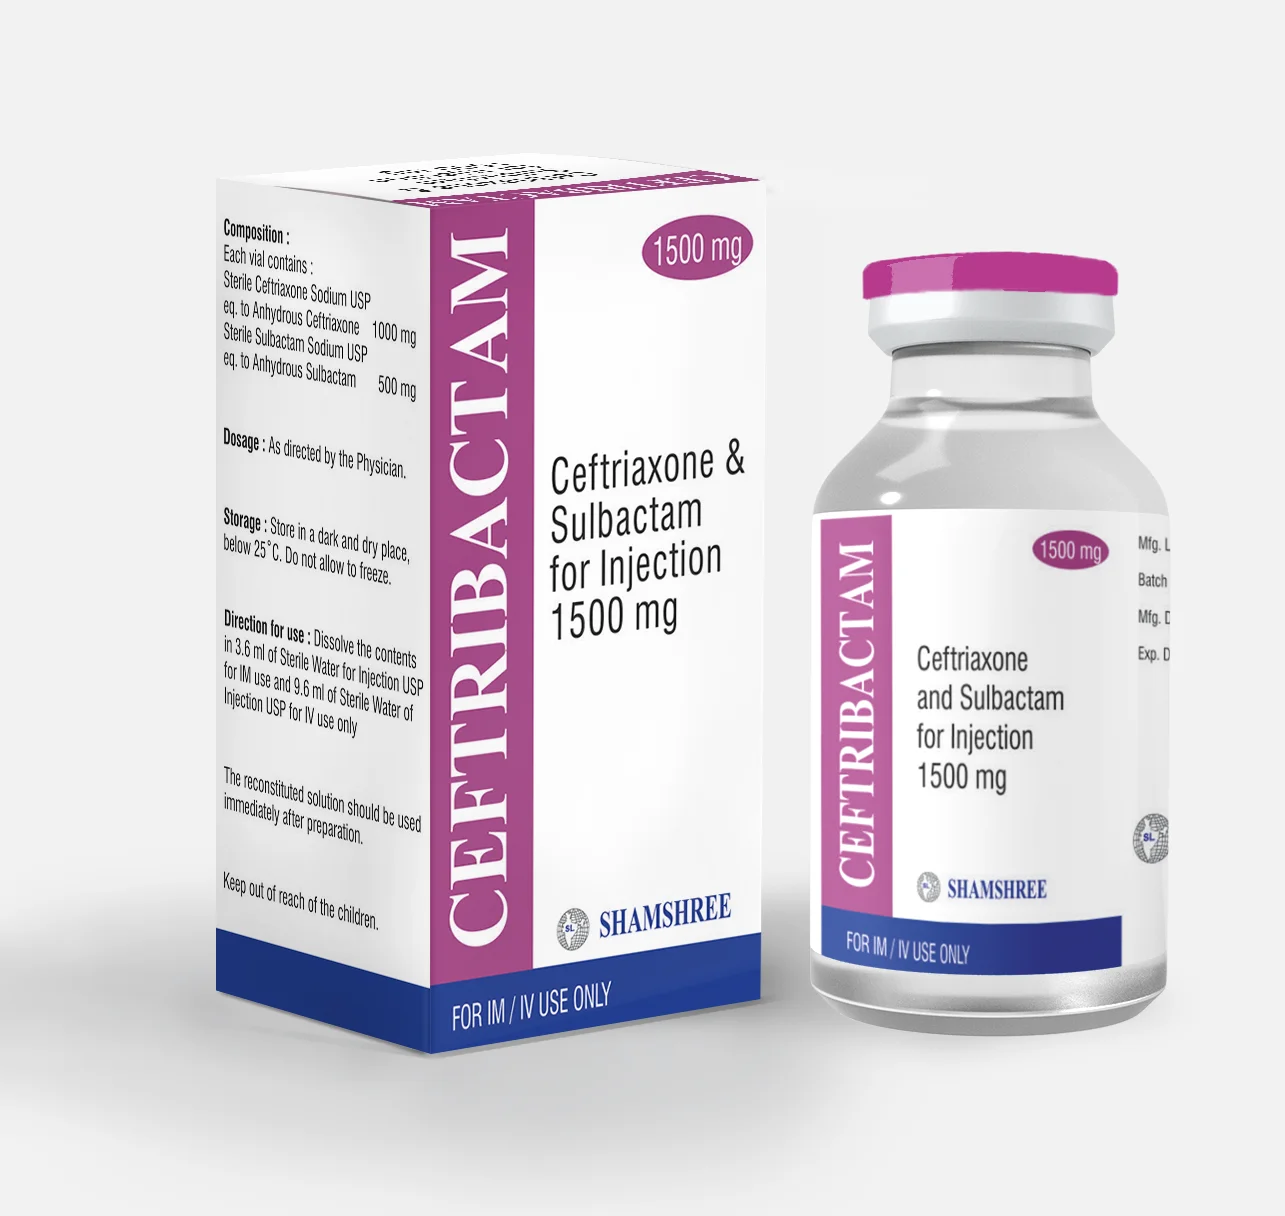 Composition :
Each vial contains :
Sterile Ceftriaxone Sodium USP
eq. to Anhydrous Ceftriaxone 1000 mg
Sterile Sulbactam Sodium USP
eq. to Anhydrous Sulbactam 500 mg
Dosage : As directed by the Physician.
Storage : Store in a dark and dry place,
below 25°C. Do not allow to freeze.
Direction for use : Dissolve the contents
in 3.6 ml of Sterile Water for Injection USP
for IM use and 9.6 ml of Sterile Water of
Injection USP for IV use only
The reconstituted solution should be used
immediately after preparation.
Keep out of reach of the children.
CEFTRIBACTAM
1500 mg
Ceftriaxone &
Sulbactam
for Injection
1500 mg
SL
SHAMSHREE
FOR IM / IV USE ONLY
CEFTRIBACTAM
1500 mg
Ceftriaxone
and Sulbactam
for Injection
1500 mg
SL
SHAMSHREE
FOR IM / IV USE ONLY
Mfg. L
Batch
Mfg. D
Exp. D
SL